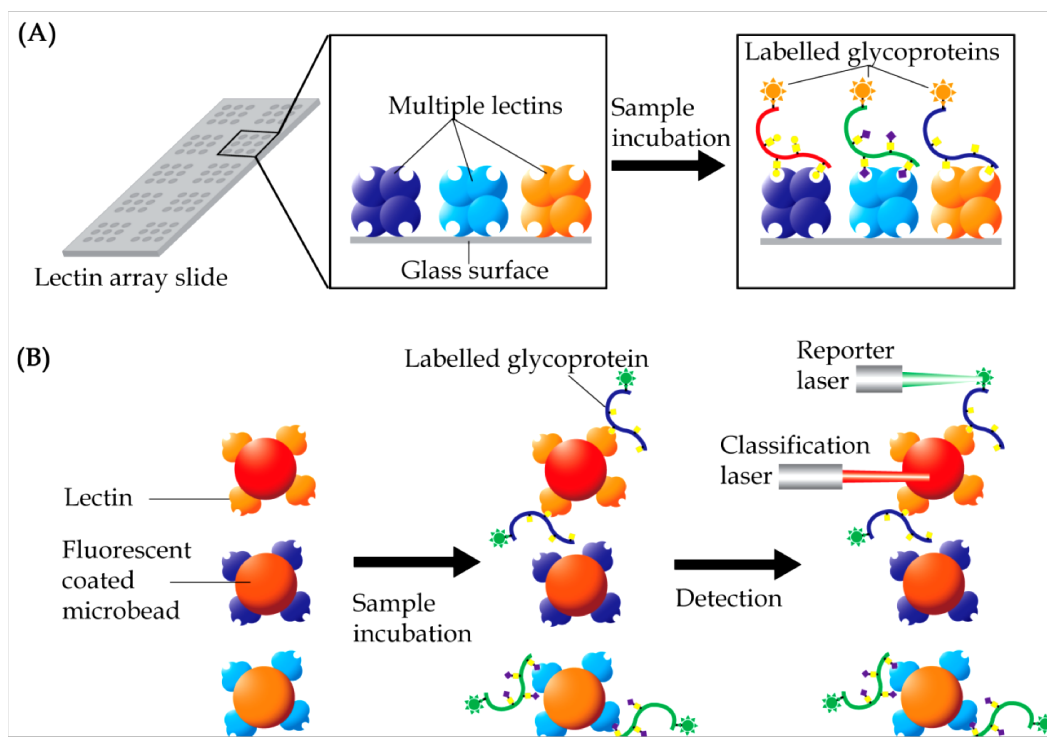 (A)
Labelled glycoproteins
Multiple lectins
Sample
incubation
Glass surface
Lectin array slide
(B)
Labelled glycoprotein
Reporter
laser
Classification
laser
Lectin
Fluorescent
coated
microbead
Sample
incubation
Detection